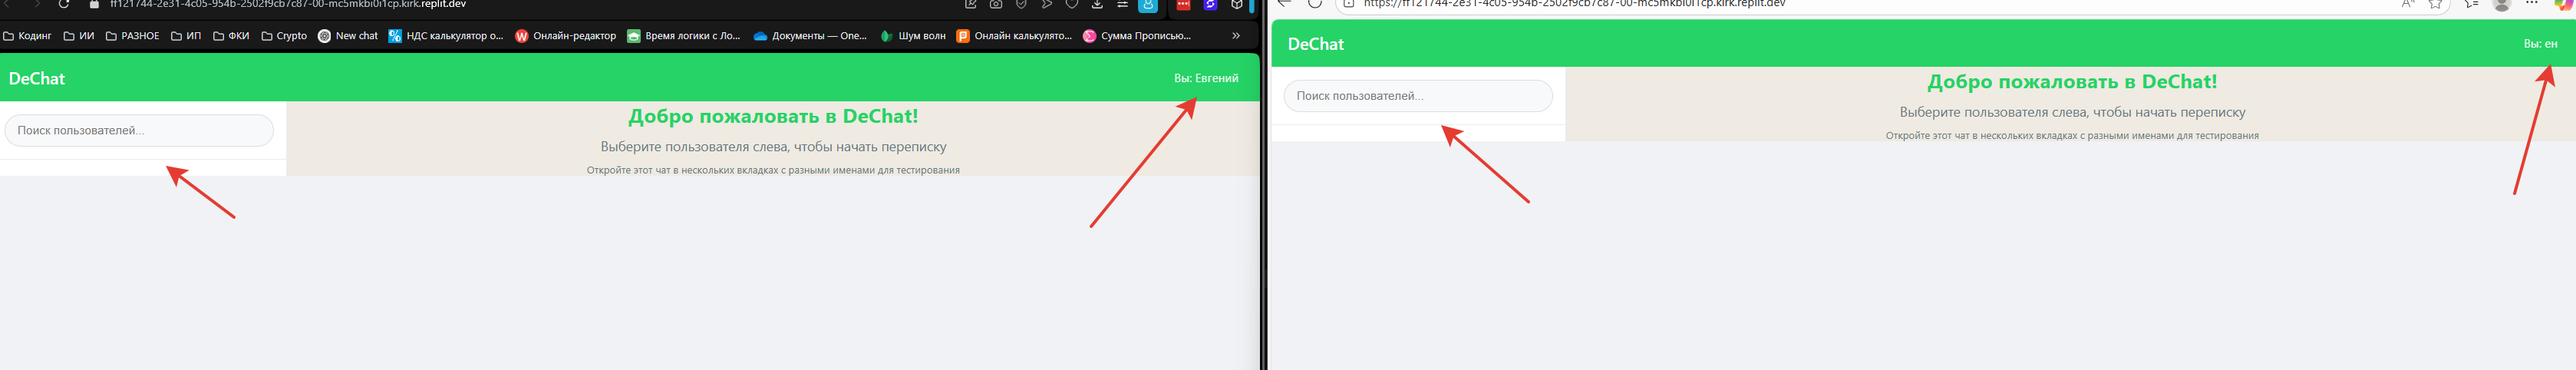 ff121744-2e31-4c05-954b-2502f9cb7c87-00-mc5mkbi0i1cp.kirk.replit.dev
Кодинг ИИ РАЗНОЕ ИП ФКИ Crypto New chat НДС калькулятор о... Онлайн-редактор Время логики с Ло... Документы — One... Шум волн Онлайн калькулято... Сумма Прописью... »
DeChat
Вы: Евгений
Поиск пользователей...
Добро пожаловать в DeChat!
Выберите пользователя слева, чтобы начать переписку
Откройте этот чат в нескольких вкладках с разными именами для тестирования
https://ff121744-2e31-4c05-954b-2502f9cb7c87-00-mc5mkbi0i1cp.kirk.replit.dev
DeChat
Вы: ен
Поиск пользователей...
Добро пожаловать в DeChat!
Выберите пользователя слева, чтобы начать переписку
Откройте этот чат в нескольких вкладках с разными именами для тестирования